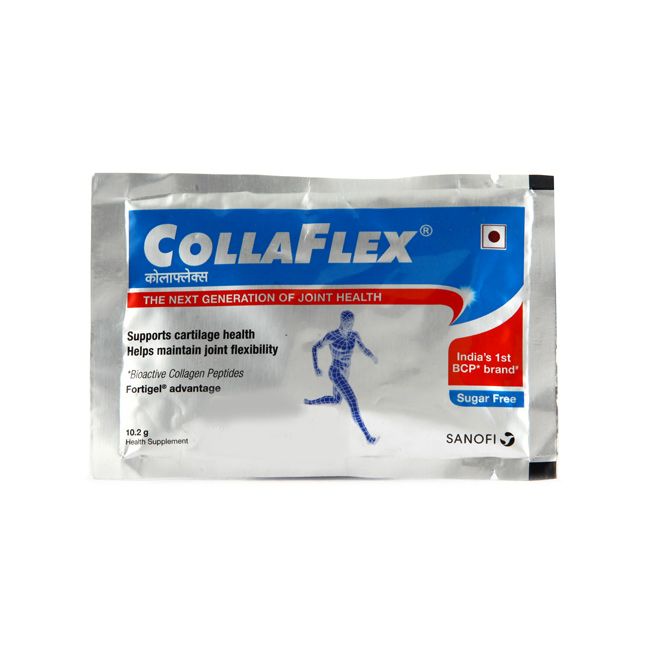 COLLAFLEX®
कोलाफ्लेक्स
THE NEXT GENERATION OF JOINT HEALTH
Supports cartilage health
Helps maintain joint flexibility
*Bioactive Collagen Peptides
Fortigel® advantage
India's 1st
BCP* brand#
Sugar Free
10.2 g
Health Supplement
SANOFI